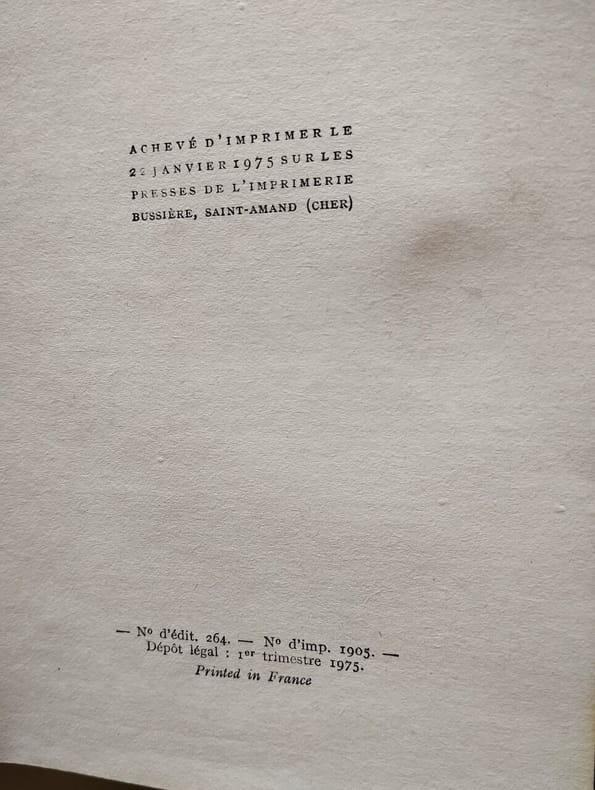 ACHEVÉ D'IMPRIMER LE
22 JANVIER 1975 SUR LES
PRESSES DE L'IMPRIMERIE
BUSSIÈRE, SAINT-AMAND (CHER)
— Nº d'édit. 264. — Nº d'imp. 1905. —
Dépôt légal : 1er trimestre 1975.
Printed in France